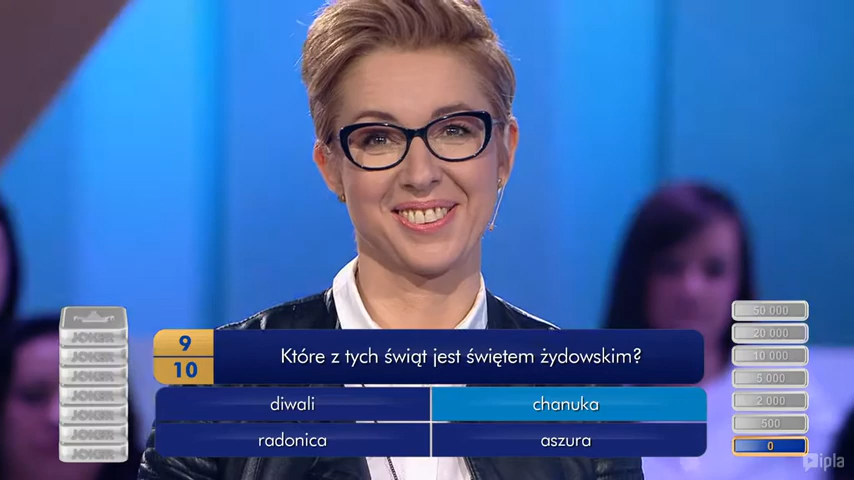 9
10
Które z tych świąt jest świętem żydowskim?
diwali
chanuka
radonica
aszura
JOKER
JOKER
JOKER
JOKER
JOKER
JOKER
JOKER
50 000
20 000
10 000
5 000
2 000
500
0
ipla